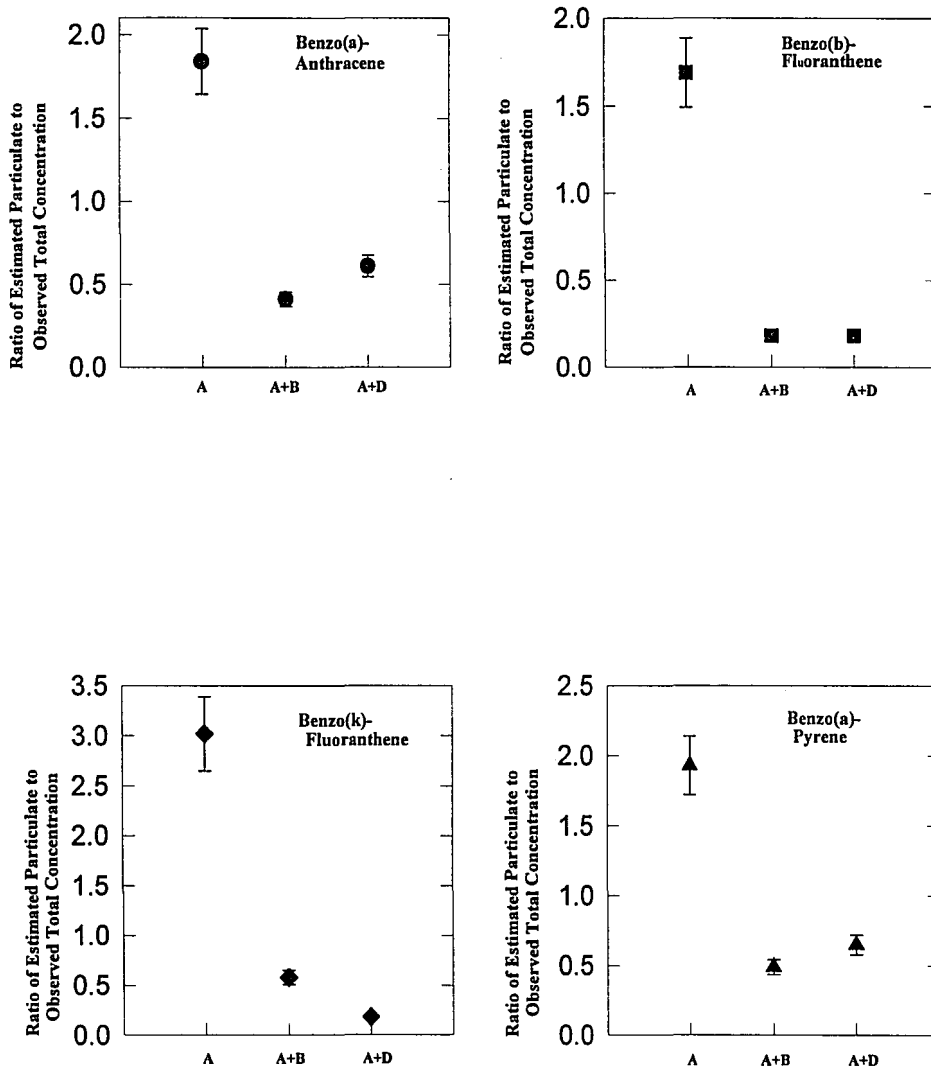 Ratio of Estimated Particulate to
Observed Total Concentration
2.0
1.5
1.0
0.5
0.0
Benzo(a)-
Anthracene
A A+B A+D
Ratio of Estimated Particulate to
Observed Total Concentration
2.0
1.5
1.0
0.5
0.0
Benzo(b)-
Fluoranthene
A A+B A+D
Ratio of Estimated Particulate to
Observed Total Concentration
3.5
3.0
2.5
2.0
1.5
1.0
0.5
0.0
Benzo(k)-
Fluoranthene
A A+B A+D
Ratio of Estimated Particulate to
Observed Total Concentration
2.5
2.0
1.5
1.0
0.5
0.0
Benzo(a)-
Pyrene
A A+B A+D